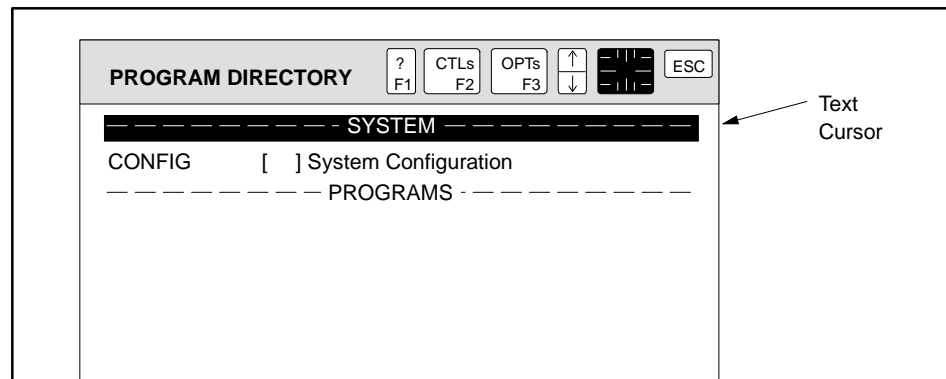 PROGRAM DIRECTORY ? F1 CTLs F2 OPTs F3 ↑ ↓ ESC
Text
Cursor
— — — — — — — - SYSTEM — — — — — — — —
CONFIG [ ] System Configuration
— — — — — — — PROGRAMS - — — — — — — —